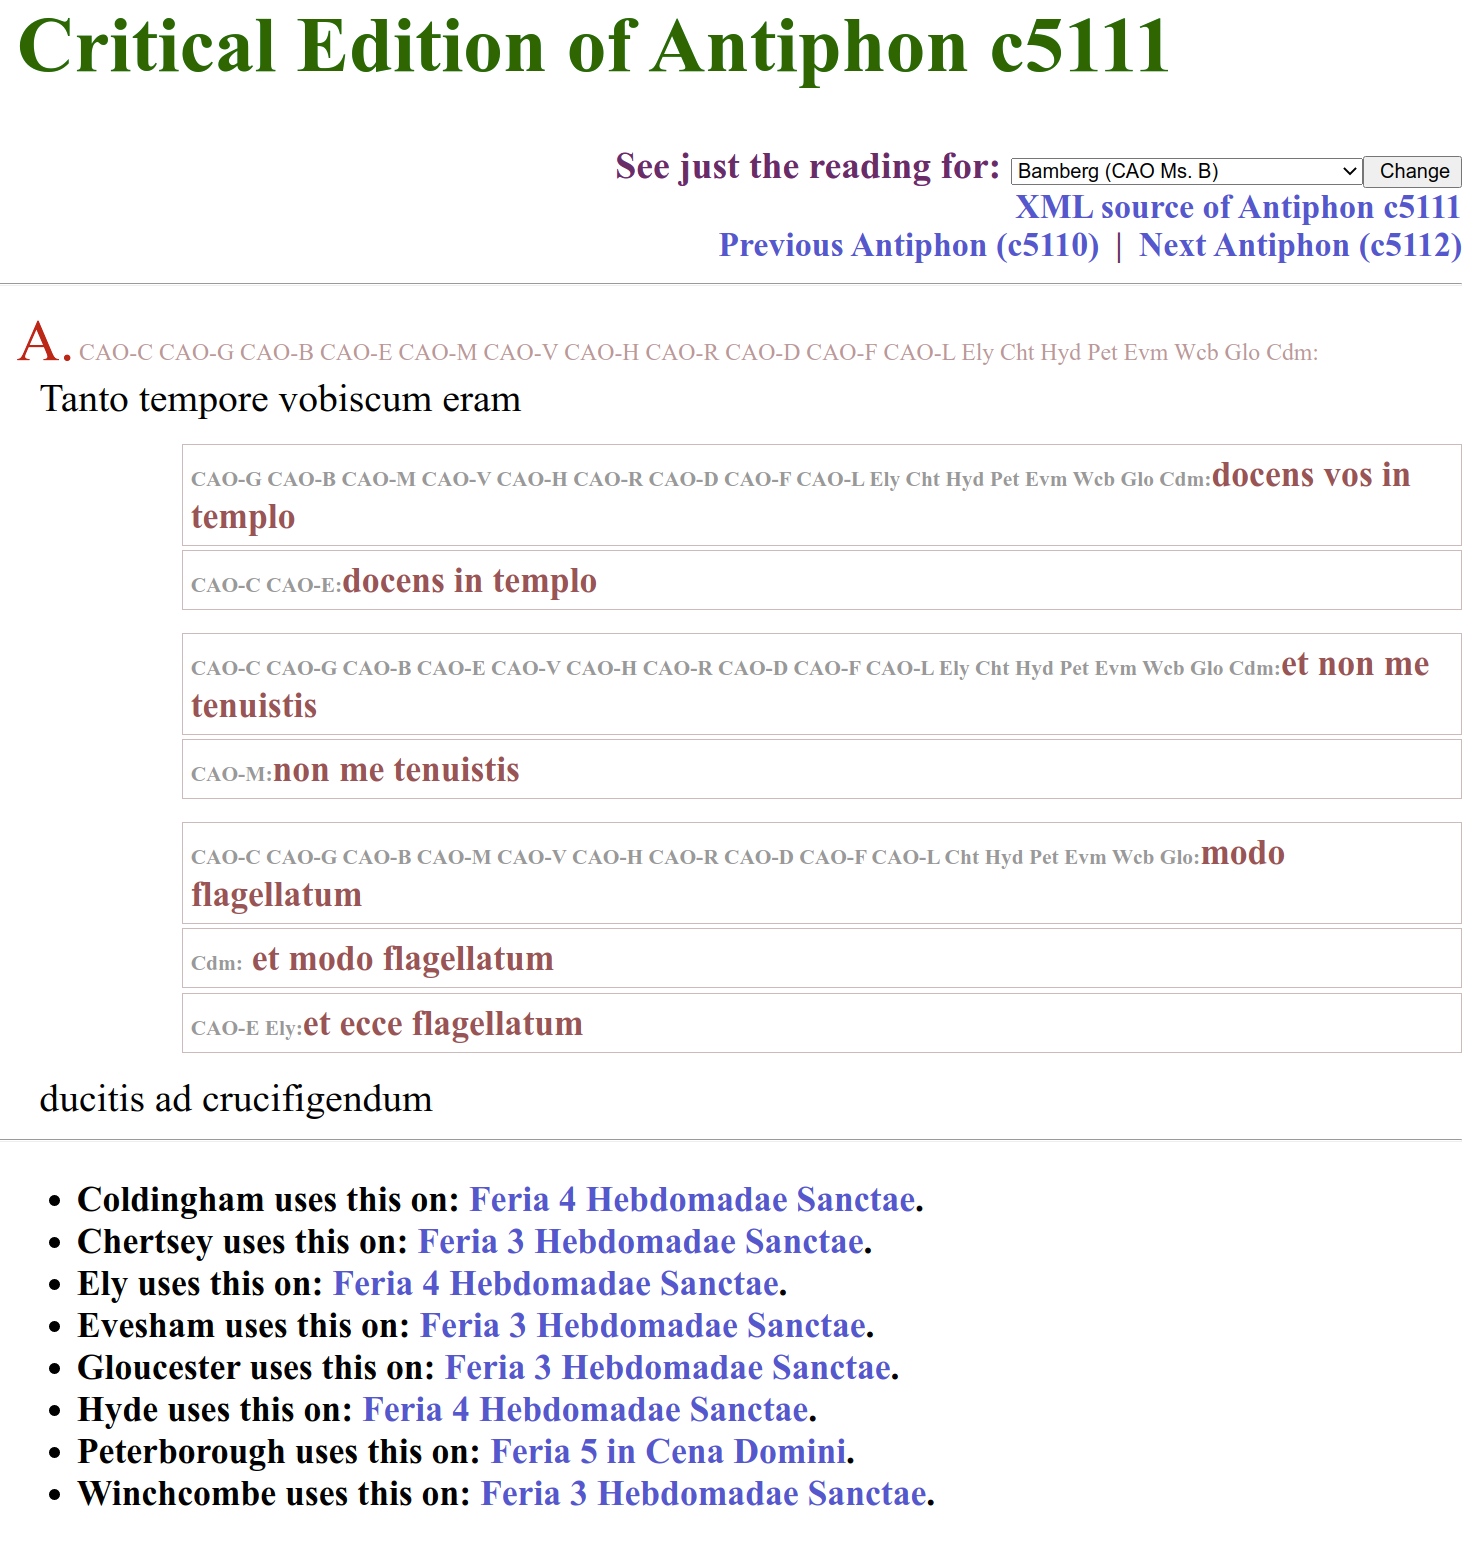 Critical Edition of Antiphon c5111
See just the reading for: Bamberg (CAO Ms. B) Change
XML source of Antiphon c5111
Previous Antiphon (c5110) | Next Antiphon (c5112)
A. CAO-C CAO-G CAO-B CAO-E CAO-M CAO-V CAO-H CAO-R CAO-D CAO-F CAO-L Ely Cht Hyd Pet Evm Wcb Glo Cdm:
Tanto tempore vobiscum eram
CAO-G CAO-B CAO-M CAO-V CAO-H CAO-R CAO-D CAO-F CAO-L Ely Cht Hyd Pet Evm Wcb Glo Cdm:docens vos in
templo
CAO-C CAO-E:docens in templo
CAO-C CAO-G CAO-B CAO-E CAO-V CAO-H CAO-R CAO-D CAO-F CAO-L Ely Cht Hyd Pet Evm Wcb Glo Cdm:et non me
tenuistis
CAO-M:non me tenuistis
CAO-C CAO-G CAO-B CAO-M CAO-V CAO-H CAO-R CAO-D CAO-F CAO-L Cht Hyd Pet Evm Wcb Glo:modo
flagellatum
Cdm: et modo flagellatum
CAO-E Ely:et ecce flagellatum
ducitis ad crucifigendum
• Coldingham uses this on: Feria 4 Hebdomadae Sanctae.
• Chertsey uses this on: Feria 3 Hebdomadae Sanctae.
• Ely uses this on: Feria 4 Hebdomadae Sanctae.
• Evesham uses this on: Feria 3 Hebdomadae Sanctae.
• Gloucester uses this on: Feria 3 Hebdomadae Sanctae.
• Hyde uses this on: Feria 4 Hebdomadae Sanctae.
• Peterborough uses this on: Feria 5 in Cena Domini.
• Winchcombe uses this on: Feria 3 Hebdomadae Sanctae.